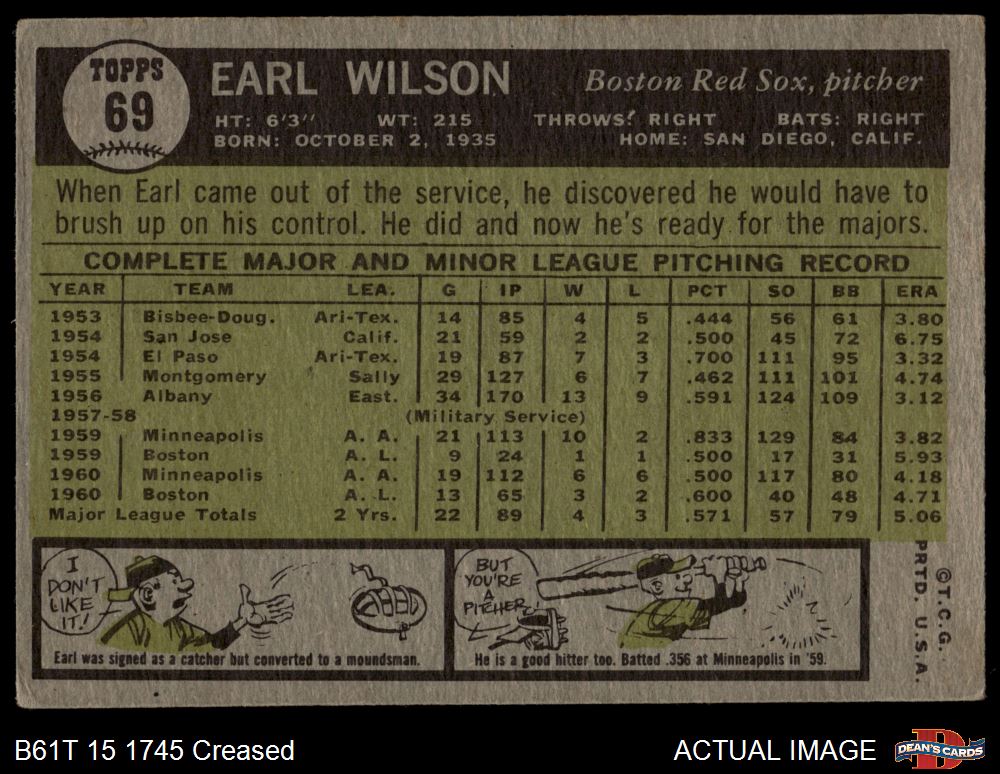 TOPPS
69
EARL WILSON Boston Red Sox, pitcher
HT: 6'3" WT: 215 THROWS: RIGHT BATS: RIGHT
BORN: OCTOBER 2, 1935 HOME: SAN DIEGO, CALIF.
When Earl came out of the service, he discovered he would have to
brush up on his control. He did and now he's ready for the majors.
COMPLETE MAJOR AND MINOR LEAGUE PITCHING RECORD
YEAR TEAM LEA. G IP W L PCT SO BB ERA
1953 Bisbee-Doug. Ari-Tex. 14 85 4 5 .444 56 61 3.80
1954 San Jose Calif. 21 59 2 2 .500 45 72 6.75
1954 El Paso Ari-Tex. 19 87 7 3 .700 111 95 3.32
1955 Montgomery Sally 29 127 6 7 .462 111 101 4.74
1956 Albany East. 34 170 13 9 .591 124 109 3.12
1957-58 (Military Service)
1959 Minneapolis A. A. 21 113 10 2 .833 129 84 3.82
1959 Boston A. L. 9 24 1 1 .500 17 31 5.93
1960 Minneapolis A. A. 19 112 6 6 .500 117 80 4.18
1960 Boston A. L. 13 65 3 2 .600 40 48 4.71
Major League Totals 2 Yrs. 22 89 4 3 .571 57 79 5.06
I
DON'T
LIKE
IT!
Earl was signed as a catcher but converted to a moundsman.
BUT
YOU'RE
A
PITCHER
He is a good hitter too. Batted .356 at Minneapolis in '59.
© T.C.G.
PRTD. U.S.A.
B61T 15 1745 Creased
ACTUAL IMAGE
D
DEAN'S CARDS